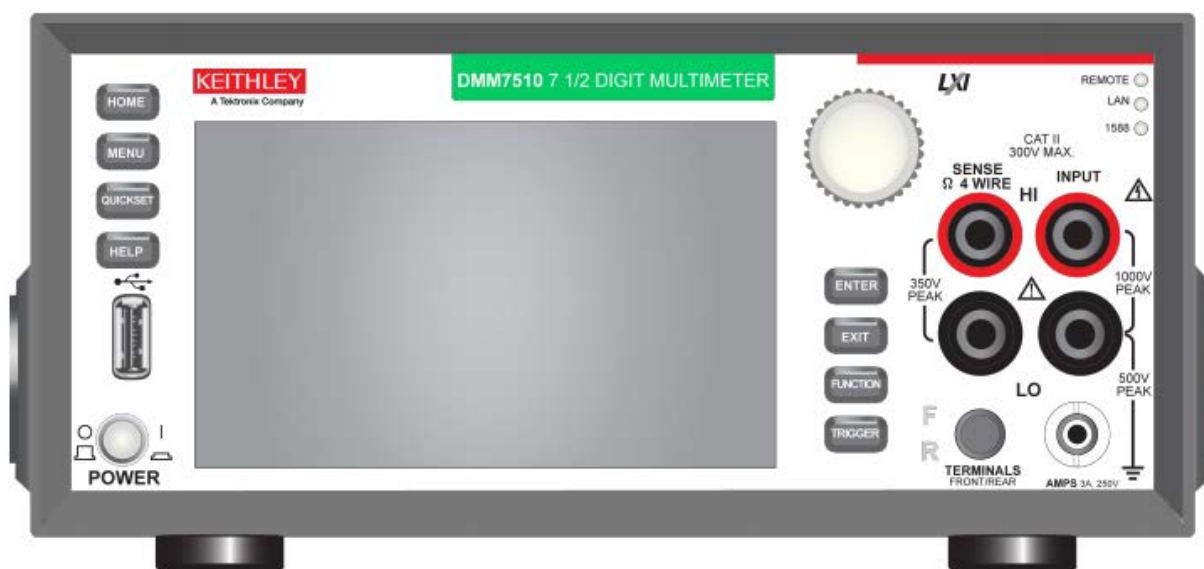 KEITHLEY
A Tektronix Company
DMM7510 7 1/2 DIGIT MULTIMETER
LXI
REMOTE
LAN
1588
HOME
MENU
QUICKSET
HELP
O
I
POWER
CAT II
300V MAX.
SENSE
Ω 4 WIRE
HI
INPUT
350V
PEAK
1000V
PEAK
500V
PEAK
LO
ENTER
EXIT
FUNCTION
TRIGGER
F
R
TERMINALS
FRONT/REAR
AMPS 3A, 250V